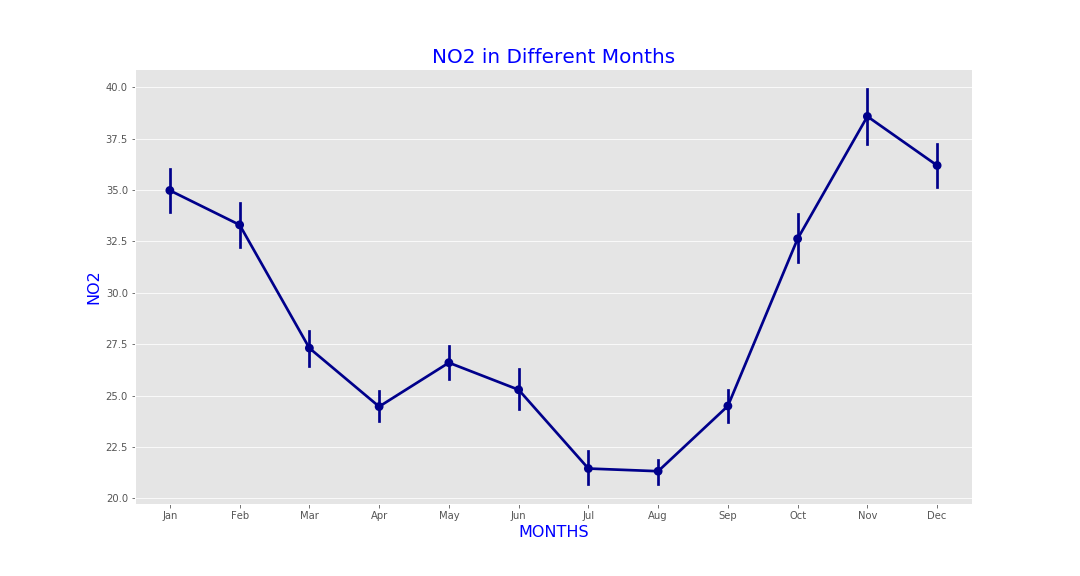 NO2 in Different Months
40.0
37.5
35.0
32.5
30.0
27.5
25.0
22.5
20.0
NO2
Jan Feb Mar Apr May Jun Jul Aug Sep Oct Nov Dec
MONTHS